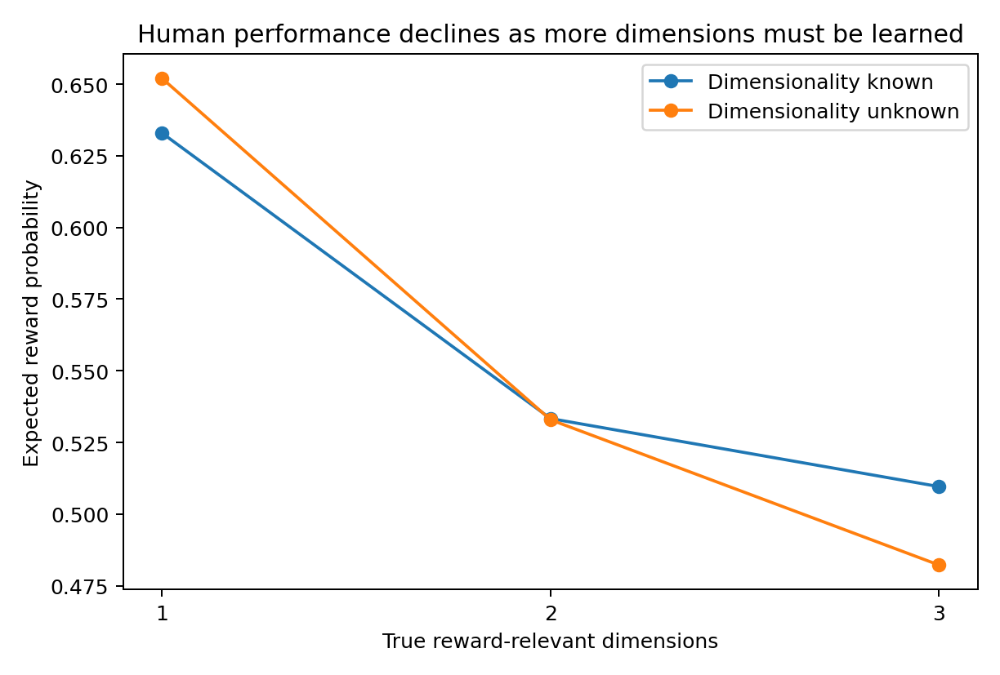 Human performance declines as more dimensions must be learned
Dimensionality known
Dimensionality unknown
Expected reward probability
0.650
0.625
0.600
0.575
0.550
0.525
0.500
0.475
1
2
3
True reward-relevant dimensions